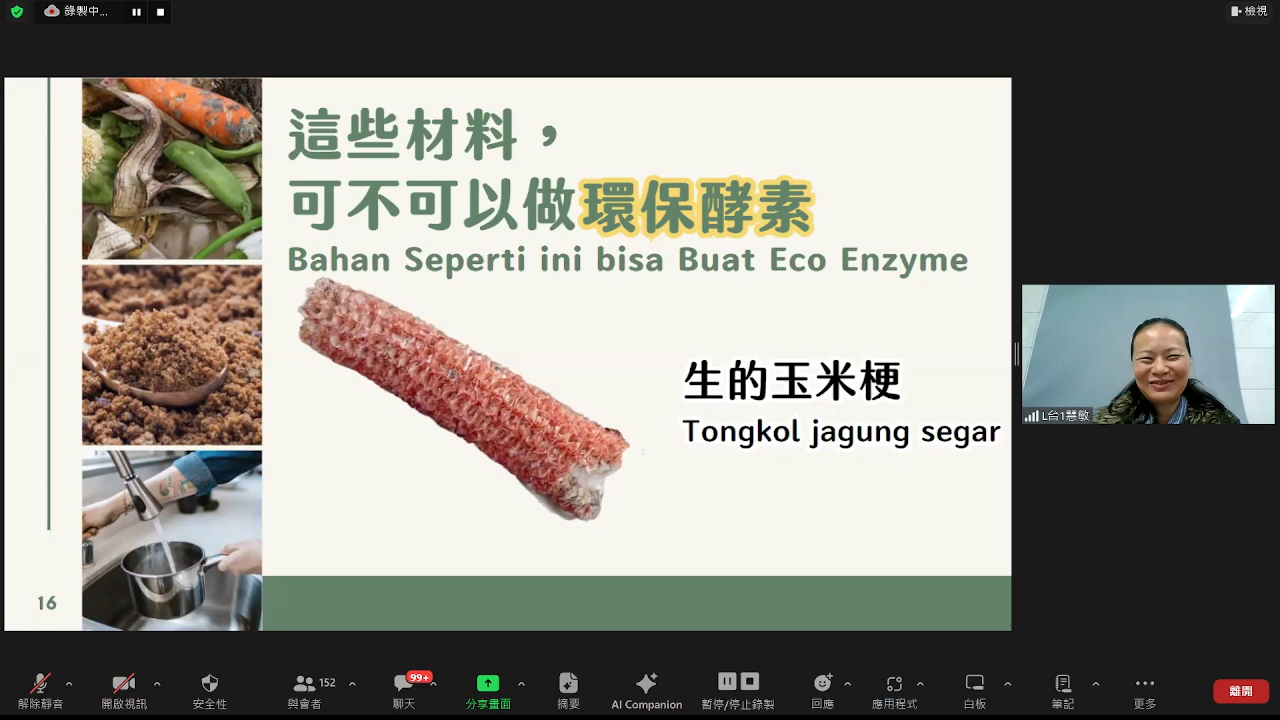 錄製中...
檢視
這些材料，
可不可以做環保酵素
Bahan Seperti ini bisa Buat Eco Enzyme
生的玉米梗
Tongkol jagung segar
16
L台1慧敏
解除靜音
開啟視訊
安全性
152
與會者
99+
聊天
分享畫面
摘要
AI Companion
暫停/停止錄製
回應
應用程式
白板
筆記
更多
離開